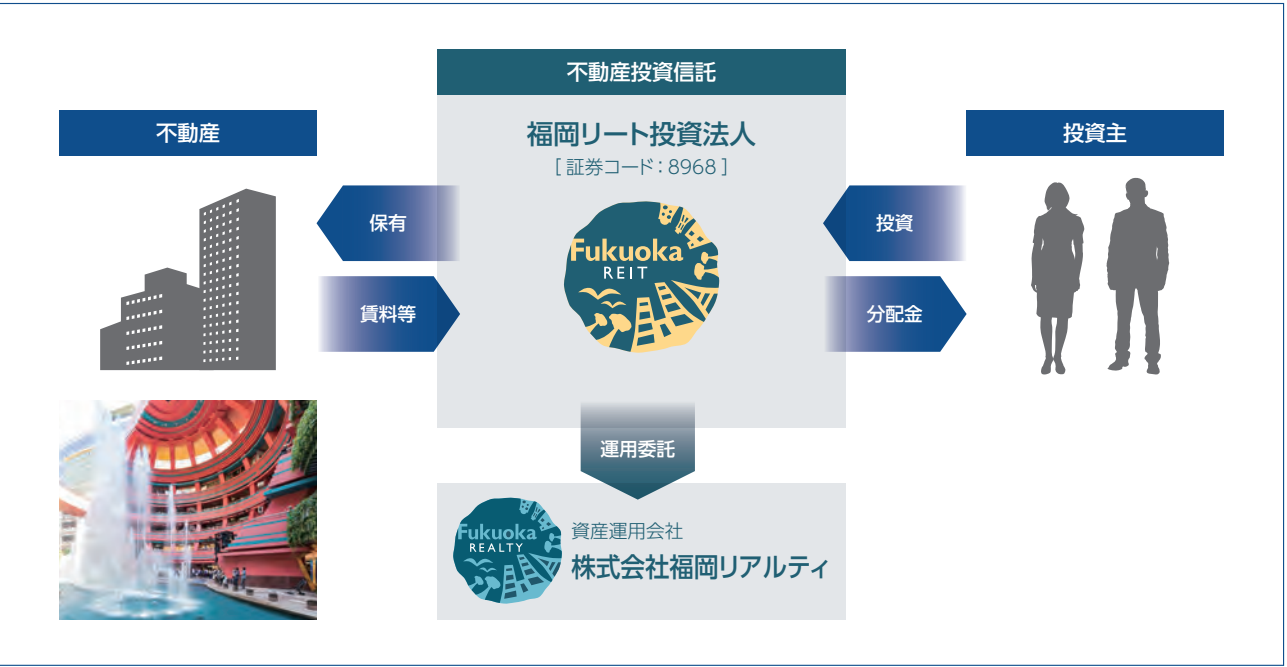 不動産投資信託
福岡リート投資法人
[ 証券コード：8968 ]
Fukuoka
REIT
不動産
保有
賃料等
投資主
投資
分配金
運用委託
Fukuoka
REALTY
資産運用会社
株式会社福岡リアルティ